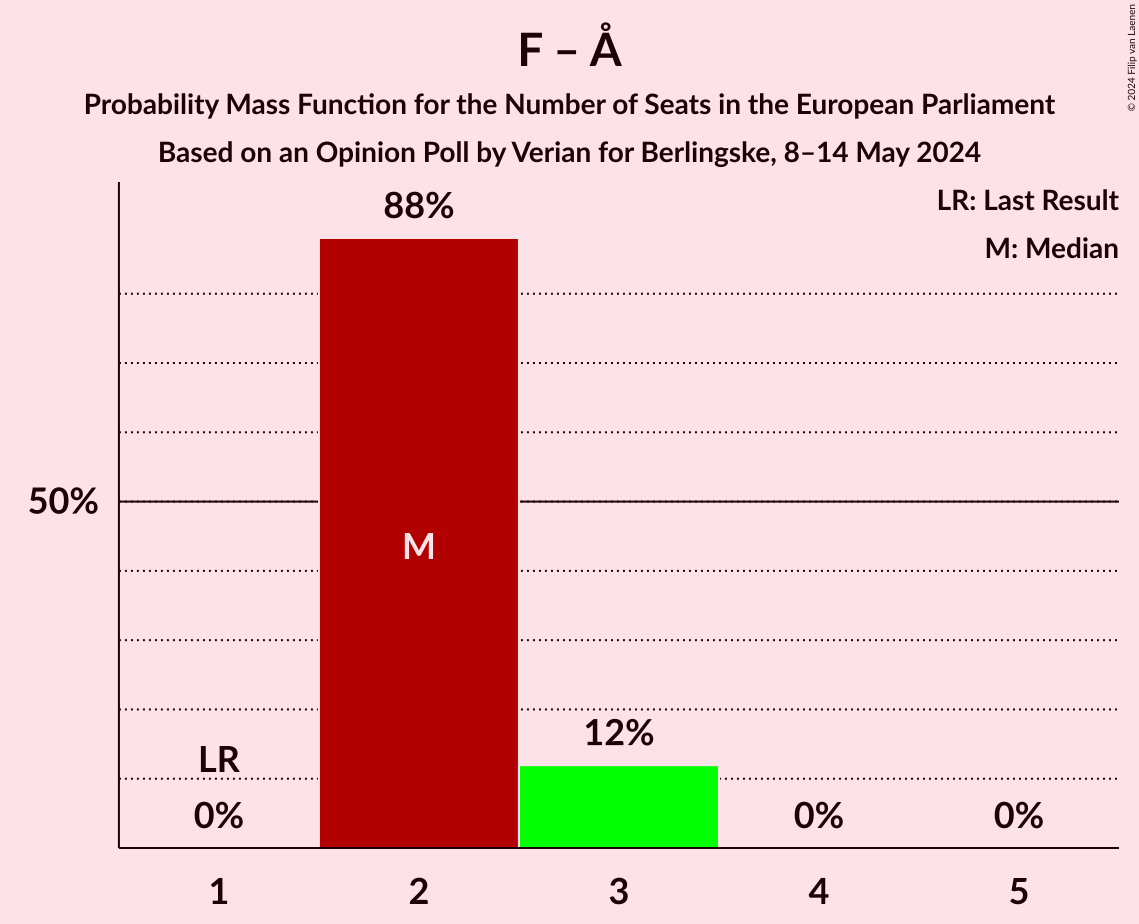 F – Å
Probability Mass Function for the Number of Seats in the European Parliament
Based on an Opinion Poll by Verian for Berlingske, 8–14 May 2024
© 2024 Filip van Laenen
LR: Last Result
M: Median
88%
50%
M
12%
LR
0%
0%
0%
1
2
3
4
5